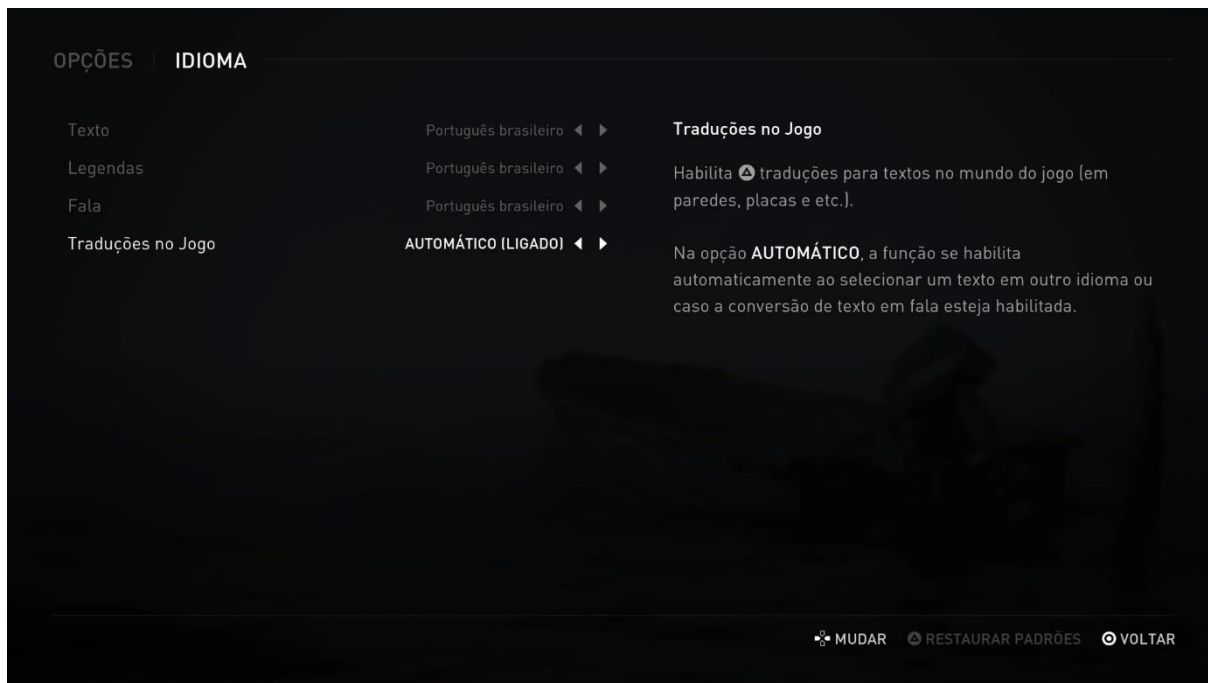 OPÇÕES IDIOMA
Texto Português brasileiro
Legendas Português brasileiro
Fala Português brasileiro
Traduções no Jogo AUTOMÁTICO (LIGADO)
Traduções no Jogo
Habilita traduções para textos no mundo do jogo (em
paredes, placas e etc.).
Na opção AUTOMÁTICO, a função se habilita
automaticamente ao selecionar um texto em outro idioma ou
caso a conversão de texto em fala esteja habilitada.
MUDAR RESTAURAR PADRÕES VOLTAR